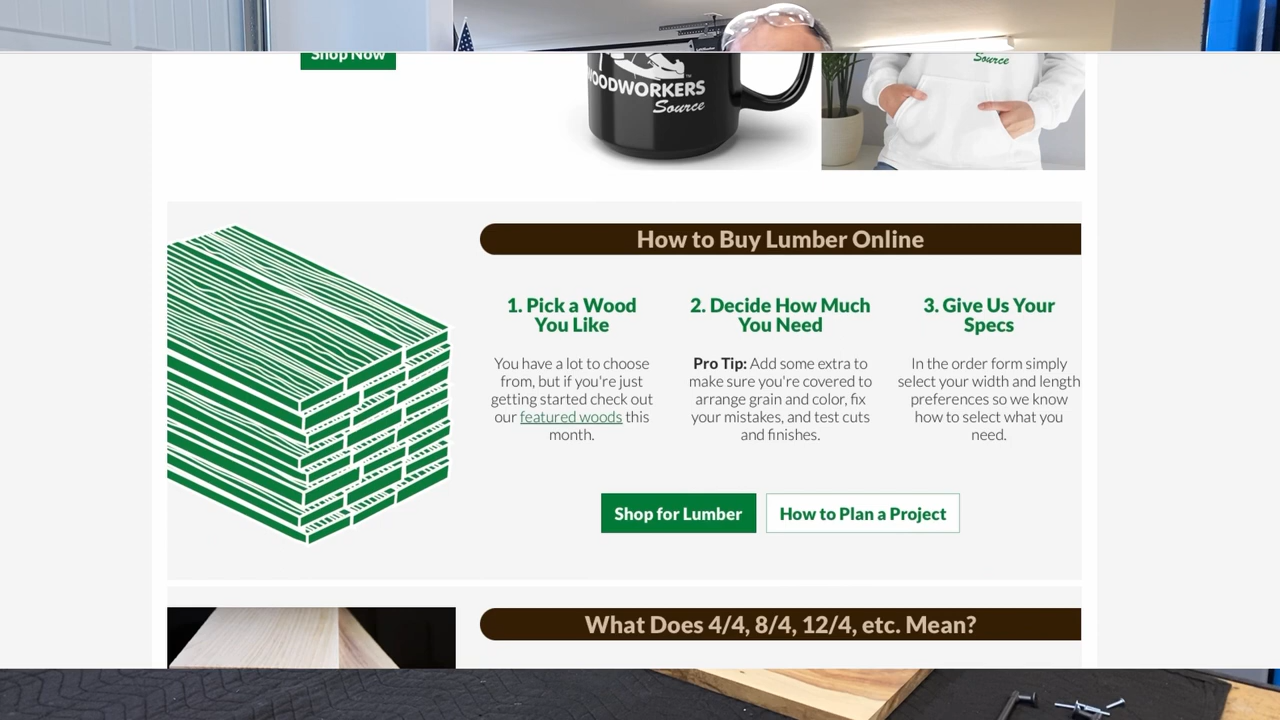 Shop Now
WOODWORKERS
Source
Source
How to Buy Lumber Online
1. Pick a Wood
You Like
You have a lot to choose
from, but if you're just
getting started check out
our featured woods this
month.
2. Decide How Much
You Need
Pro Tip: Add some extra to
make sure you're covered to
arrange grain and color, fix
your mistakes, and test cuts
and finishes.
3. Give Us Your
Specs
In the order form simply
select your width and length
preferences so we know
how to select what you
need.
Shop for Lumber
How to Plan a Project
What Does 4/4, 8/4, 12/4, etc. Mean?